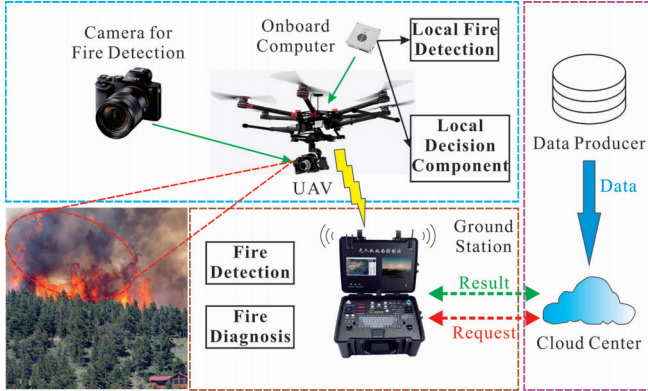 Camera for
Fire Detection
Onboard
Computer
Local Fire
Detection
Local
Decision
Component
UAV
Data Producer
Data
Ground
Station
Fire
Detection
Fire
Diagnosis
Result
Request
Cloud Center